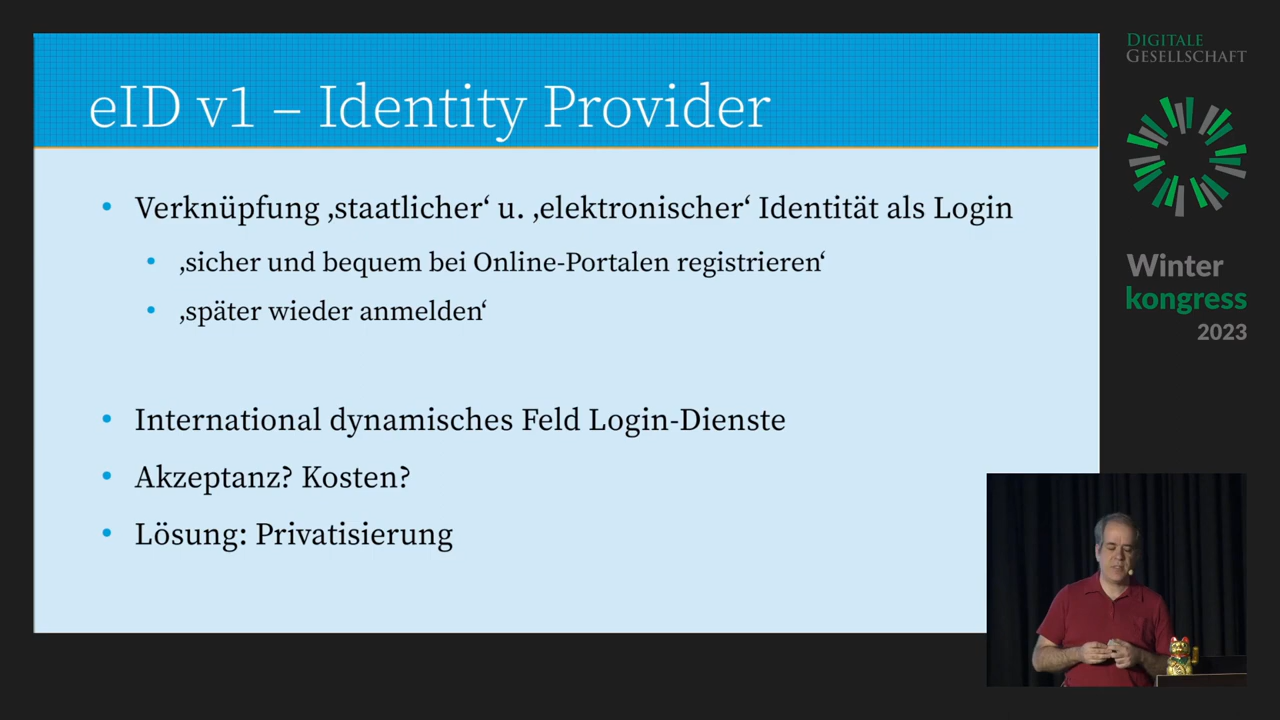 eID v1 – Identity Provider
• Verknüpfung ‚staatlicher‘ u. ‚elektronischer‘ Identität als Login
• ‚sicher und bequem bei Online-Portalen registrieren‘
• ‚später wieder anmelden‘
• International dynamisches Feld Login-Dienste
• Akzeptanz? Kosten?
• Lösung: Privatisierung
DIGITALE
GESELLSCHAFT
Winter
kongress
2023